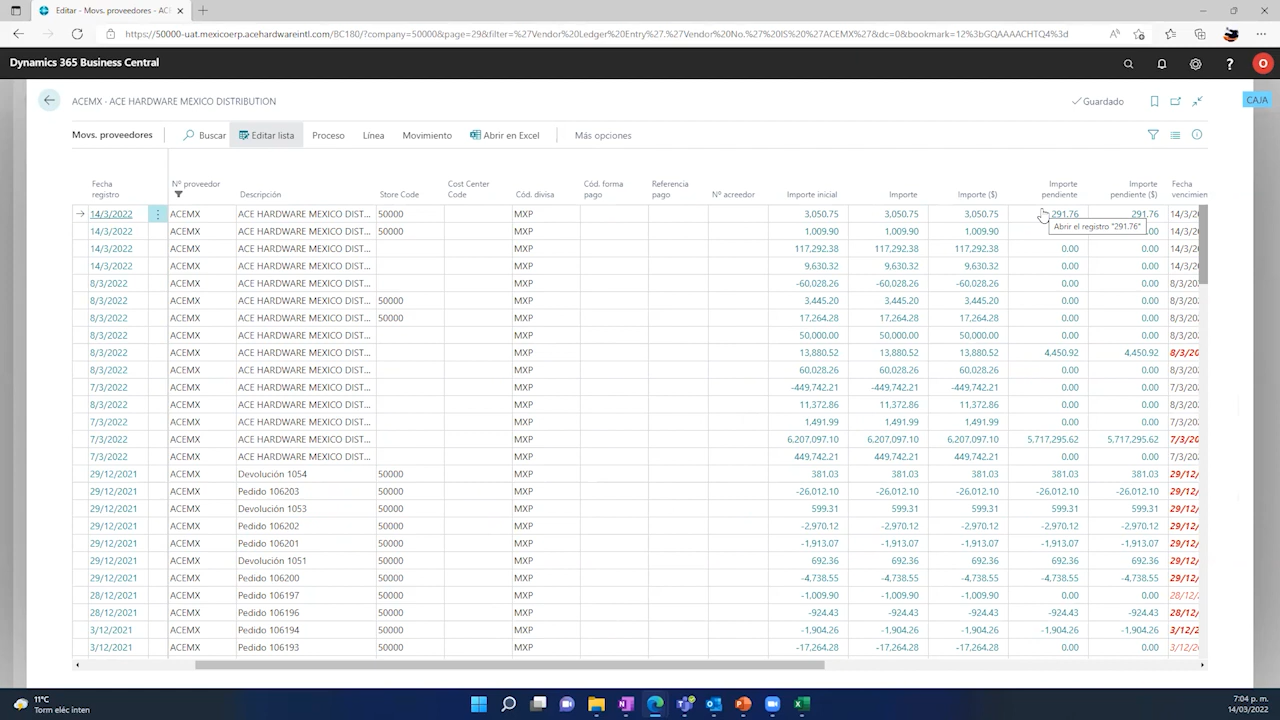 Editar - Movs. proveedores - ACE
https://50000-uat.mexicoerp.acehardwareintl.com/BC180/?company=50000&page=29&filter=%27Vendor%20Ledger%20Entry%27.%27Vendor%20No.%27%20IS%20%27ACEMX%27&dc=0&bookmark=12%3bGQAAAACHTQ4%3d
Dynamics 365 Business Central
? O
ACEMX - ACE HARDWARE MEXICO DISTRIBUTION Guardado CAJA
Movs. proveedores Buscar Editar lista Proceso Línea Movimiento Abrir en Excel Más opciones
Fecha registro Nº proveedor Descripción Store Code Cost Center Code Cód. divisa Cód. forma pago Referencia pago Nº acreedor Importe inicial Importe Importe ($) Importe pendiente Importe pendiente ($) Fecha vencimien
14/3/2022 ACEMX ACE HARDWARE MEXICO DIST... 50000 MXP 3,050.75 3,050.75 3,050.75 291.76 291.76 14/3/20
Abrir el registro "291.76"
14/3/2022 ACEMX ACE HARDWARE MEXICO DIST... 50000 MXP 1,009.90 1,009.90 1,009.90 14/3/20
14/3/2022 ACEMX ACE HARDWARE MEXICO DIST... MXP 117,292.38 117,292.38 117,292.38 0.00 0.00 14/3/20
14/3/2022 ACEMX ACE HARDWARE MEXICO DIST... MXP 9,630.32 9,630.32 9,630.32 0.00 0.00 14/3/20
8/3/2022 ACEMX ACE HARDWARE MEXICO DIST... MXP -60,028.26 -60,028.26 -60,028.26 0.00 0.00 8/3/202
8/3/2022 ACEMX ACE HARDWARE MEXICO DIST... 50000 MXP 3,445.20 3,445.20 3,445.20 0.00 0.00 8/3/202
8/3/2022 ACEMX ACE HARDWARE MEXICO DIST... 50000 MXP 17,264.28 17,264.28 17,264.28 0.00 0.00 8/3/202
8/3/2022 ACEMX ACE HARDWARE MEXICO DIST... MXP 50,000.00 50,000.00 50,000.00 0.00 0.00 8/3/202
8/3/2022 ACEMX ACE HARDWARE MEXICO DIST... MXP 13,880.52 13,880.52 13,880.52 4,450.92 4,450.92 8/3/20
8/3/2022 ACEMX ACE HARDWARE MEXICO DIST... MXP 60,028.26 60,028.26 60,028.26 0.00 0.00 8/3/202
7/3/2022 ACEMX ACE HARDWARE MEXICO DIST... MXP -449,742.21 -449,742.21 -449,742.21 0.00 0.00 7/3/202
8/3/2022 ACEMX ACE HARDWARE MEXICO DIST... MXP 11,372.86 11,372.86 11,372.86 0.00 0.00 8/3/202
7/3/2022 ACEMX ACE HARDWARE MEXICO DIST... MXP 1,491.99 1,491.99 1,491.99 0.00 0.00 7/3/202
7/3/2022 ACEMX ACE HARDWARE MEXICO DIST... MXP 6,207,097.10 6,207,097.10 6,207,097.10 5,717,295.62 5,717,295.62 7/3/20
7/3/2022 ACEMX ACE HARDWARE MEXICO DIST... MXP 449,742.21 449,742.21 449,742.21 0.00 0.00 7/3/202
29/12/2021 ACEMX Devolución 1054 50000 MXP 381.03 381.03 381.03 381.03 381.03 29/12/
29/12/2021 ACEMX Pedido 106203 50000 MXP -26,012.10 -26,012.10 -26,012.10 -26,012.10 -26,012.10 29/12/
29/12/2021 ACEMX Devolución 1053 50000 MXP 599.31 599.31 599.31 599.31 599.31 29/12/
29/12/2021 ACEMX Pedido 106202 50000 MXP -2,970.12 -2,970.12 -2,970.12 -2,970.12 -2,970.12 29/12/
29/12/2021 ACEMX Pedido 106201 50000 MXP -1,913.07 -1,913.07 -1,913.07 -1,913.07 -1,913.07 29/12/
29/12/2021 ACEMX Devolución 1051 50000 MXP 692.36 692.36 692.36 692.36 692.36 29/12/
29/12/2021 ACEMX Pedido 106200 50000 MXP -4,738.55 -4,738.55 -4,738.55 -4,738.55 -4,738.55 29/12/
28/12/2021 ACEMX Pedido 106197 50000 MXP -1,009.90 -1,009.90 -1,009.90 0.00 0.00 28/12/
28/12/2021 ACEMX Pedido 106196 50000 MXP -924.43 -924.43 -924.43 -924.43 -924.43 28/12/
3/12/2021 ACEMX Pedido 106194 50000 MXP -1,904.26 -1,904.26 -1,904.26 -1,904.26 -1,904.26 3/12/2
3/12/2021 ACEMX Pedido 106193 50000 MXP -17,264.28 -17,264.28 -17,264.28 0.00 0.00 3/12/2
11°C 7:04 p. m.
Torm eléc inten 14/03/2022